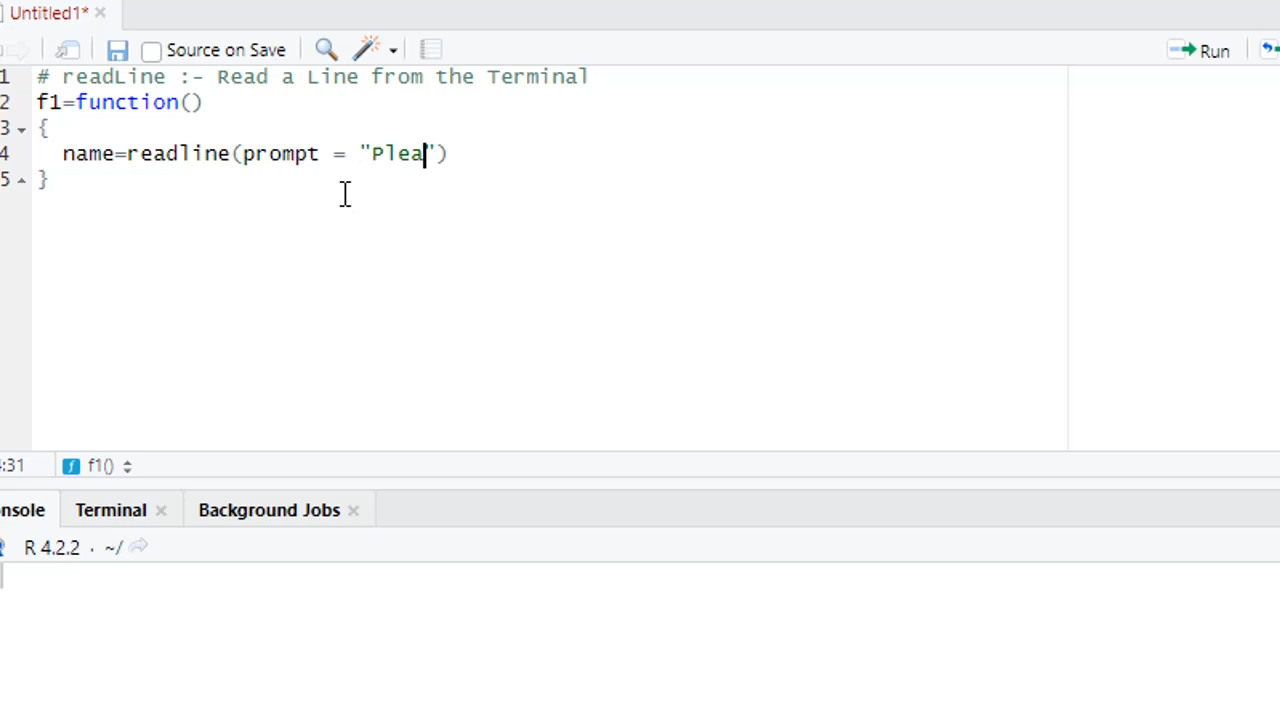 Untitled1*
Source on Save
Run
1 # readLine :- Read a Line from the Terminal
2 f1=function()
3 {
4 name=readline(prompt = "Plea")
5 }
:31 f1()
onsole Terminal Background Jobs
R 4.2.2 · ~/